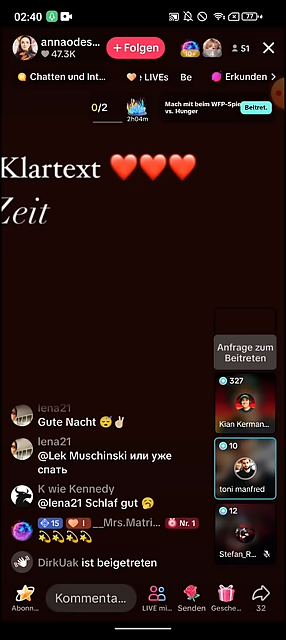 02:40
77
annaodes...
47.3K
+ Folgen
10+
51
Chatten und Int...
LIVEs
Be
Erkunden
0/2
2h04m
Mach mit beim WFP-Spie
vs. Hunger
Beitret.
Klartext ❤️❤️❤️
Zeit
Anfrage zum
Beitreten
327
Kian Kerman...
10
toni manfred
12
Stefan_R...
lena21
Gute Nacht 😴✌🏼
lena21
@Lek Muschinski или уже
спать
K wie Kennedy
@lena21 Schlaf gut 🥱
15
I
__Mrs.Matri...
Nr. 1
💫💫💫💫
DirkUak ist beigetreten
Abonn...
Kommenta...
LIVE mi...
Senden
Gesche...
32